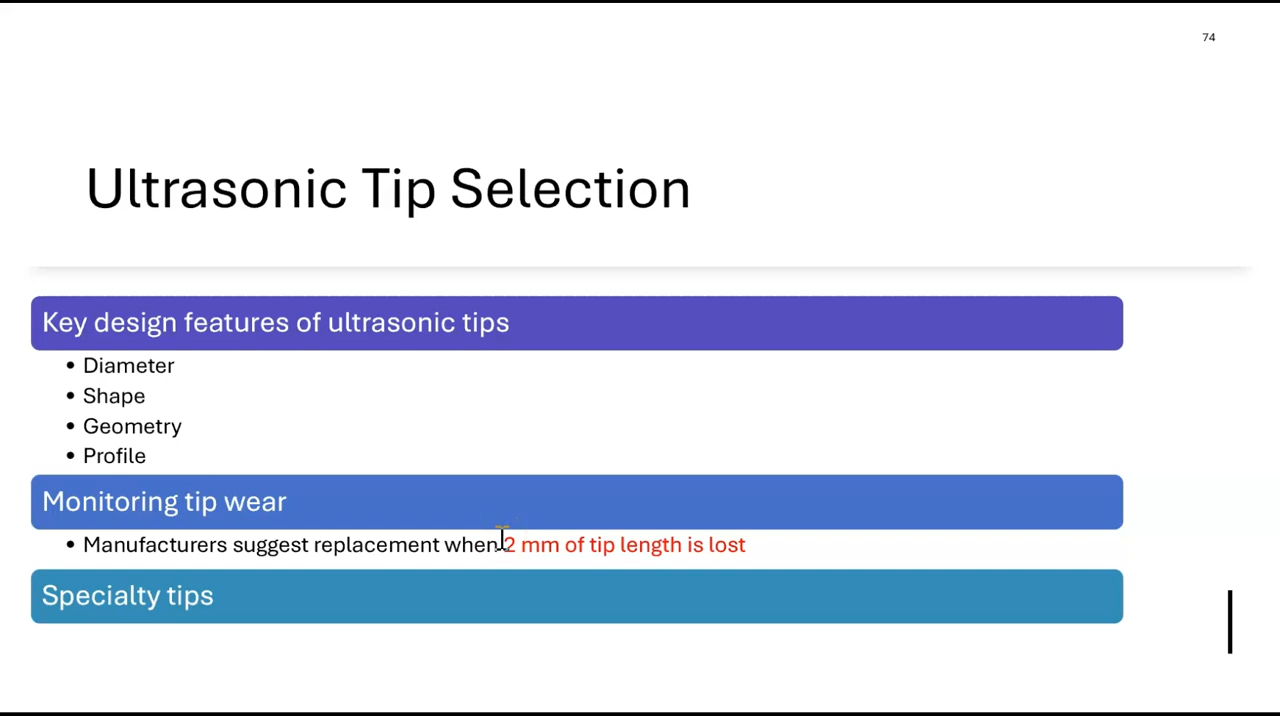 74
Ultrasonic Tip Selection
Key design features of ultrasonic tips
• Diameter
• Shape
• Geometry
• Profile
Monitoring tip wear
• Manufacturers suggest replacement when 2 mm of tip length is lost
Specialty tips